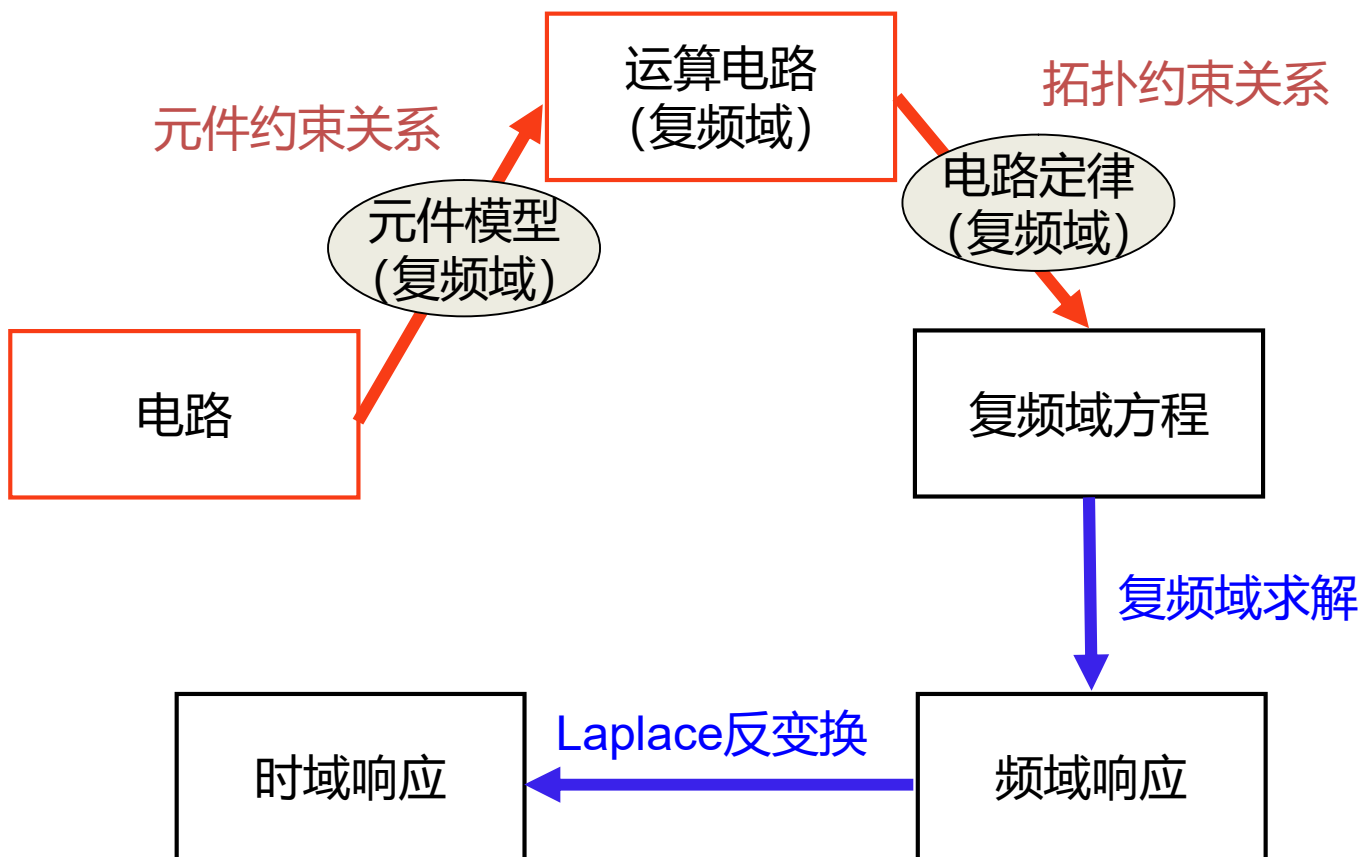 运算电路
(复频域)
拓扑约束关系
元件约束关系
电路定律
(复频域)
元件模型
(复频域)
电路
复频域方程
复频域求解
Laplace反变换
时域响应
频域响应